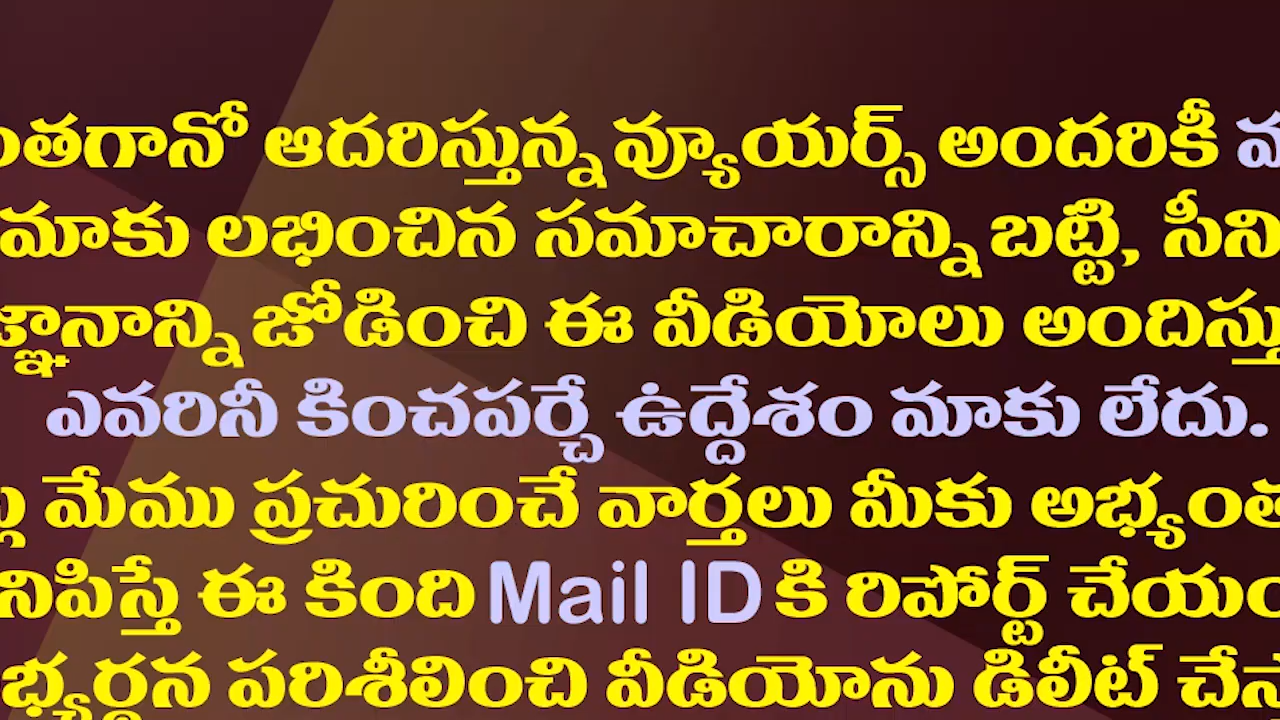 ఆదరిస్తున్న వ్యూయర్స్ అందరికీ
మాకు లభించిన సమాచారాన్ని బట్టి, సీని
జోడించి ఈ వీడియోలు
ఎవరినీ కించపర్చే ఉద్దేశం మాకు లేదు.
మేము ప్రచురించే వార్తలు మీకు
ఈ కింది Mail ID కి రిపోర్ట్
పరిశీలించి వీడియోను డిలీట్